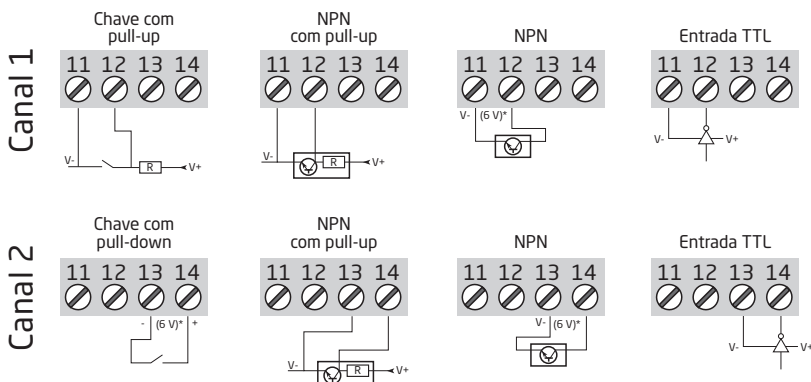 Canal 1
Chave com
pull-up
11 12 13 14
V- R V+
NPN
com pull-up
11 12 13 14
V- R V+
NPN
11 12 13 14
V- (6 V)*
Entrada TTL
11 12 13 14
V- V+
Canal 2
Chave com
pull-down
11 12 13 14
- (6 V)* +
NPN
com pull-up
11 12 13 14
V- R V+
NPN
11 12 13 14
V- (6 V)*
Entrada TTL
11 12 13 14
V- V+